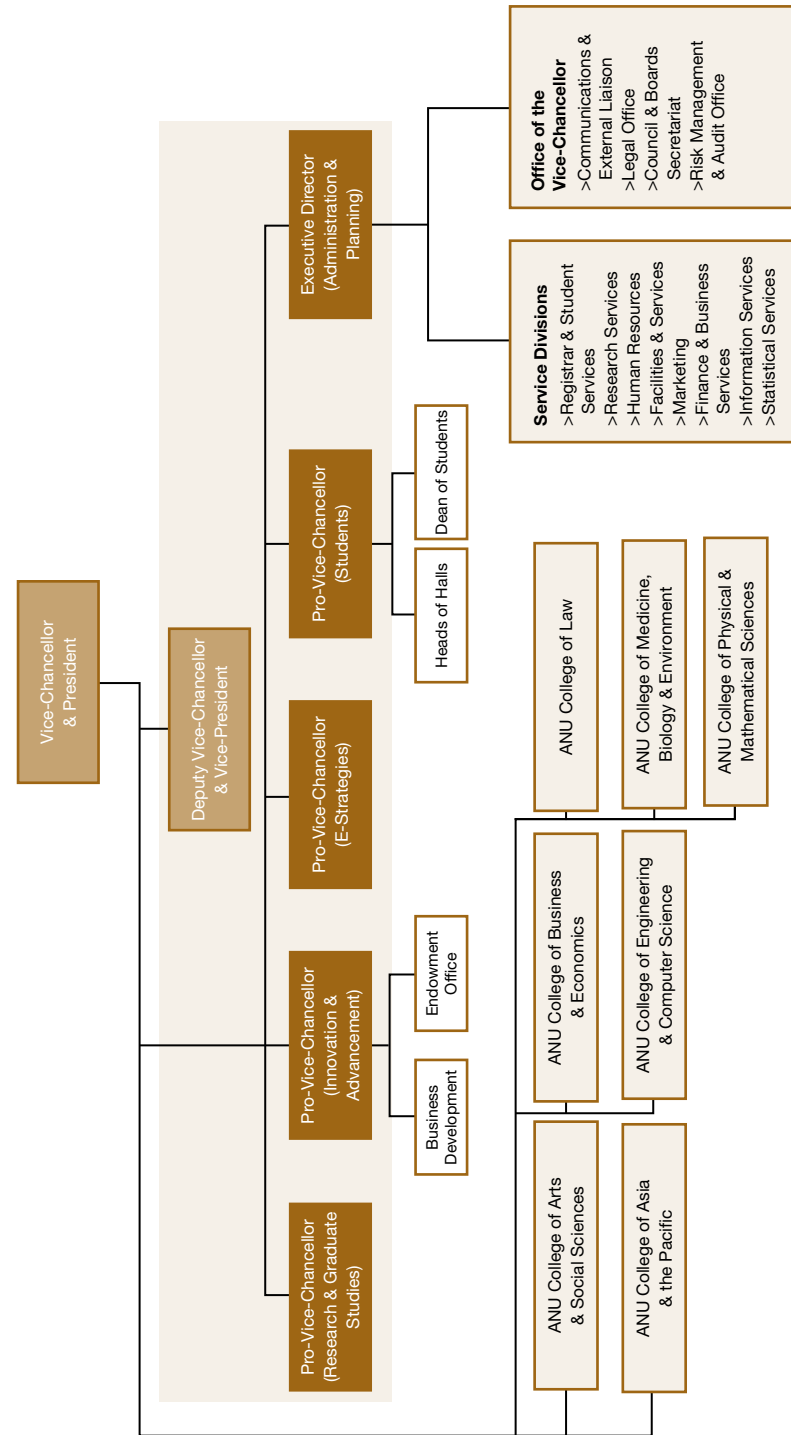 Vice-Chancellor
& President
Deputy Vice-Chancellor
& Vice-President
Pro-Vice-Chancellor
(Research & Graduate
Studies)
Pro-Vice-Chancellor
(Innovation &
Advancement)
Pro-Vice-Chancellor
(E-Strategies)
Pro-Vice-Chancellor
(Students)
Executive Director
(Administration &
Planning)
Business
Development
Endowment
Office
Heads of Halls
Dean of Students
ANU College of Arts
& Social Sciences
ANU College of Business
& Economics
ANU College of Law
ANU College of Asia
& the Pacific
ANU College of Engineering
& Computer Science
ANU College of Medicine,
Biology & Environment
ANU College of Physical &
Mathematical Sciences
Service Divisions
>Registrar & Student
Services
>Research Services
>Human Resources
>Facilities & Services
>Marketing
>Finance & Business
Services
>Information Services
>Statistical Services
Office of the
Vice-Chancellor
>Communications &
External Liaison
>Legal Office
>Council & Boards
Secretariat
>Risk Management
& Audit Office